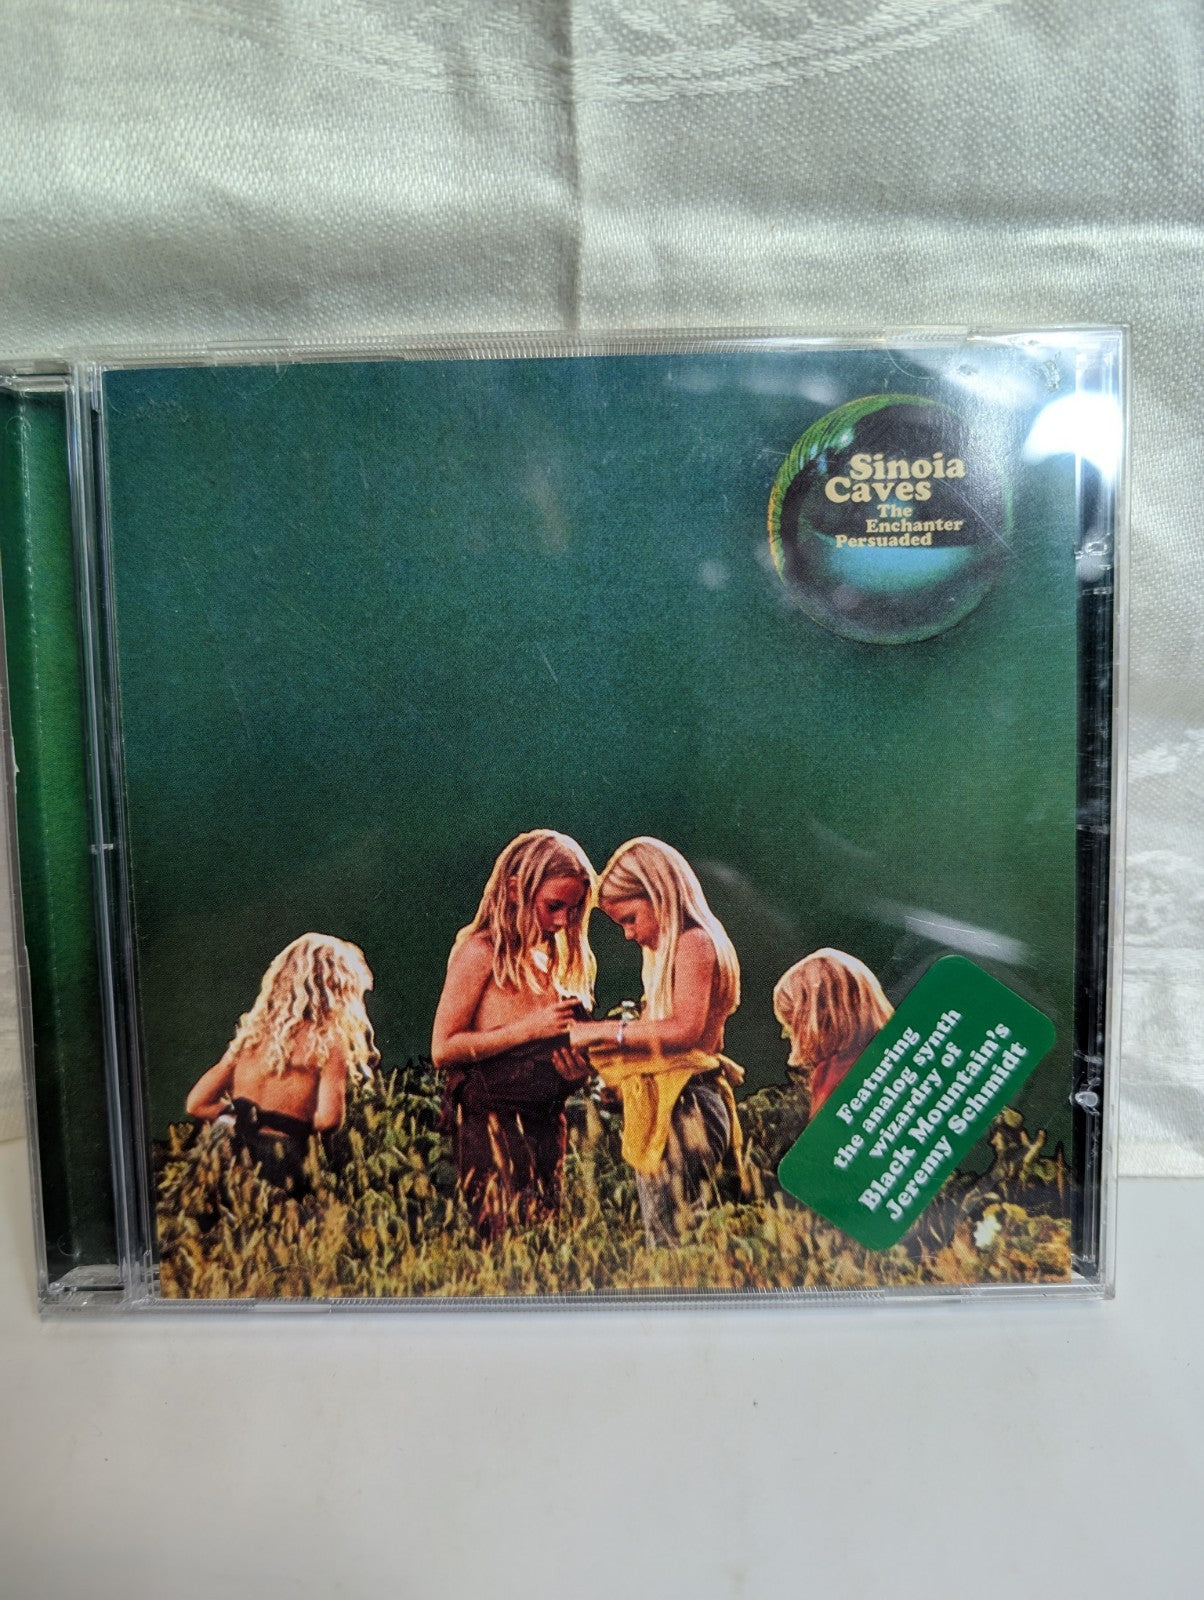 Sinoia
Caves
The
Enchanter
Persuaded
Featuring
the analog synth
wizardry of
Black Mountain's
Jeremy Schmidt